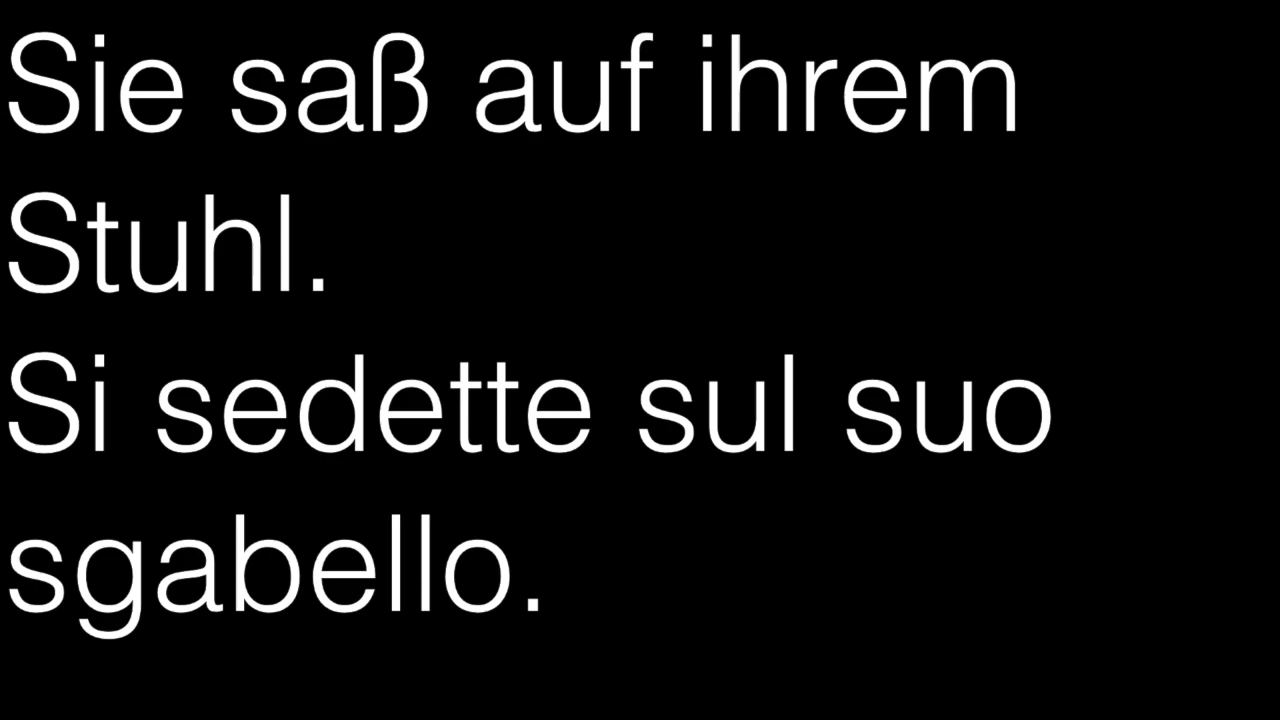 Sie saß auf ihrem
Stuhl.
Si sedette sul suo
sgabello.